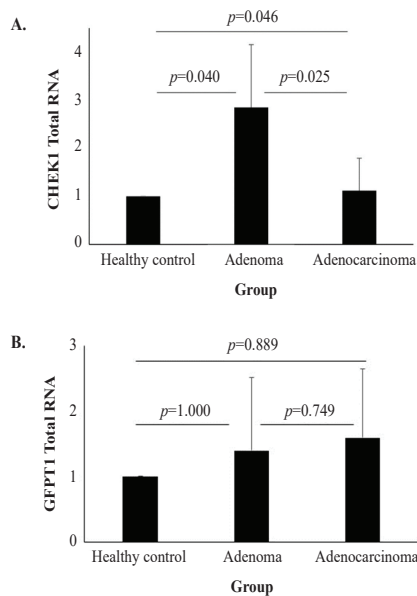 A.
p=0.046
p=0.040
p=0.025
CHEK1 Total RNA
4
3
2
1
0
Healthy control
Adenoma
Adenocarcinoma
Group
B.
p=0.889
p=1.000
p=0.749
GFPT1 Total RNA
3
2
1
0
Healthy control
Adenoma
Adenocarcinoma
Group